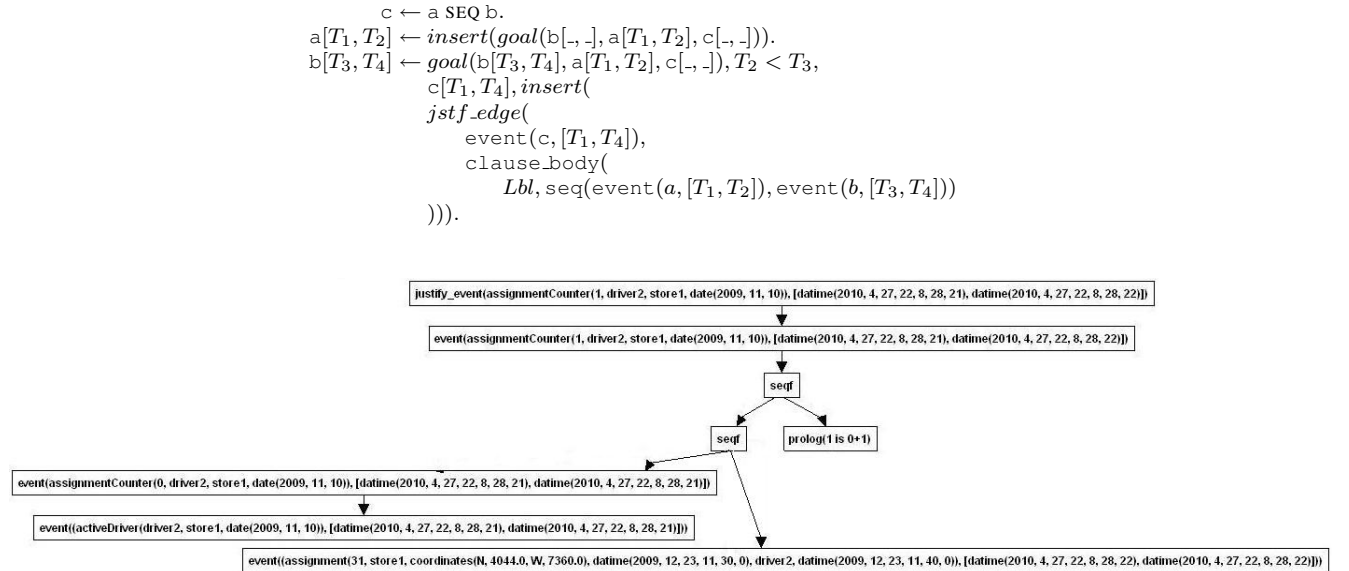 c ← a SEQ b.
a[T₁, T₂] ← insert(goal(b[_, _], a[T₁, T₂], c[_, _])).
b[T₃, T₄] ← goal(b[T₃, T₄], a[T₁, T₂], c[_, _]), T₂ < T₃,
c[T₁, T₄], insert(
jstf_edge(
event(c, [T₁, T₄]),
clause_body(
Lbl, seq(event(a, [T₁, T₂]), event(b, [T₃, T₄]))
))).
justify_event(assignmentCounter(1, driver2, store1, date(2009, 11, 10)), [datime(2010, 4, 27, 22, 8, 28, 21), datime(2010, 4, 27, 22, 8, 28, 22)])
event(assignmentCounter(1, driver2, store1, date(2009, 11, 10)), [datime(2010, 4, 27, 22, 8, 28, 21), datime(2010, 4, 27, 22, 8, 28, 22)])
seqf
seqf
prolog(1 is 0+1)
event(assignmentCounter(0, driver2, store1, date(2009, 11, 10)), [datime(2010, 4, 27, 22, 8, 28, 21), datime(2010, 4, 27, 22, 8, 28, 21)])
event((activeDriver(driver2, store1, date(2009, 11, 10)), [datime(2010, 4, 27, 22, 8, 28, 21), datime(2010, 4, 27, 22, 8, 28, 21)]))
event((assignment(31, store1, coordinates(N, 4044.0, W, 7360.0), datime(2009, 12, 23, 11, 30, 0), driver2, datime(2009, 12, 23, 11, 40, 0)), [datime(2010, 4, 27, 22, 8, 28, 22), datime(2010, 4, 27, 22, 8, 28, 22)]))